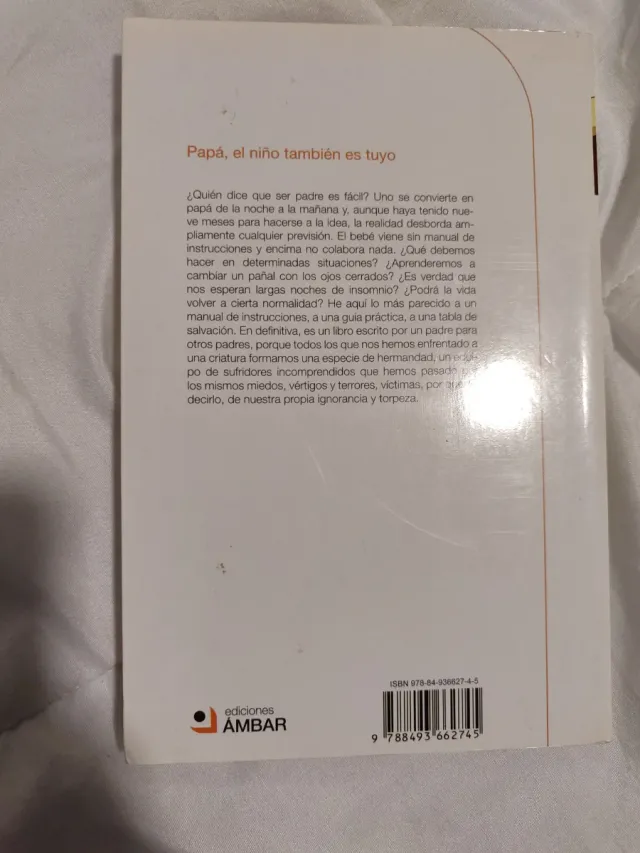 Papá, el niño también es tuyo
¿Quién dice que ser padre es fácil? Uno se convierte en
papá de la noche a la mañana y, aunque haya tenido nue-
ve meses para hacerse a la idea, la realidad desborda am-
pliamente cualquier previsión. El bebé viene sin manual de
instrucciones y encima no colabora nada. ¿Qué debemos
hacer en determinadas situaciones? ¿Aprenderemos a
cambiar un pañal con los ojos cerrados? ¿Es verdad que
nos esperan largas noches de insomnio? ¿Podrá la vida
volver a cierta normalidad? He aquí lo más parecido a un
manual de instrucciones, a una guia práctica, a una tabla de
salvación. En definitiva, es un libro escrito por un padre para
otros padres, porque todos los que nos hemos enfrentado a
una criatura formamos una especie de hermandad, un equi-
po de sufridores incomprendidos que hemos pasado
los mismos miedos, vértigos y terrores, víctimas, por
decirlo, de nuestra propia ignorancia y torpeza.
ISBN 978-84-936627-4-5
ediciones
ÁMBAR
9 788493 662745